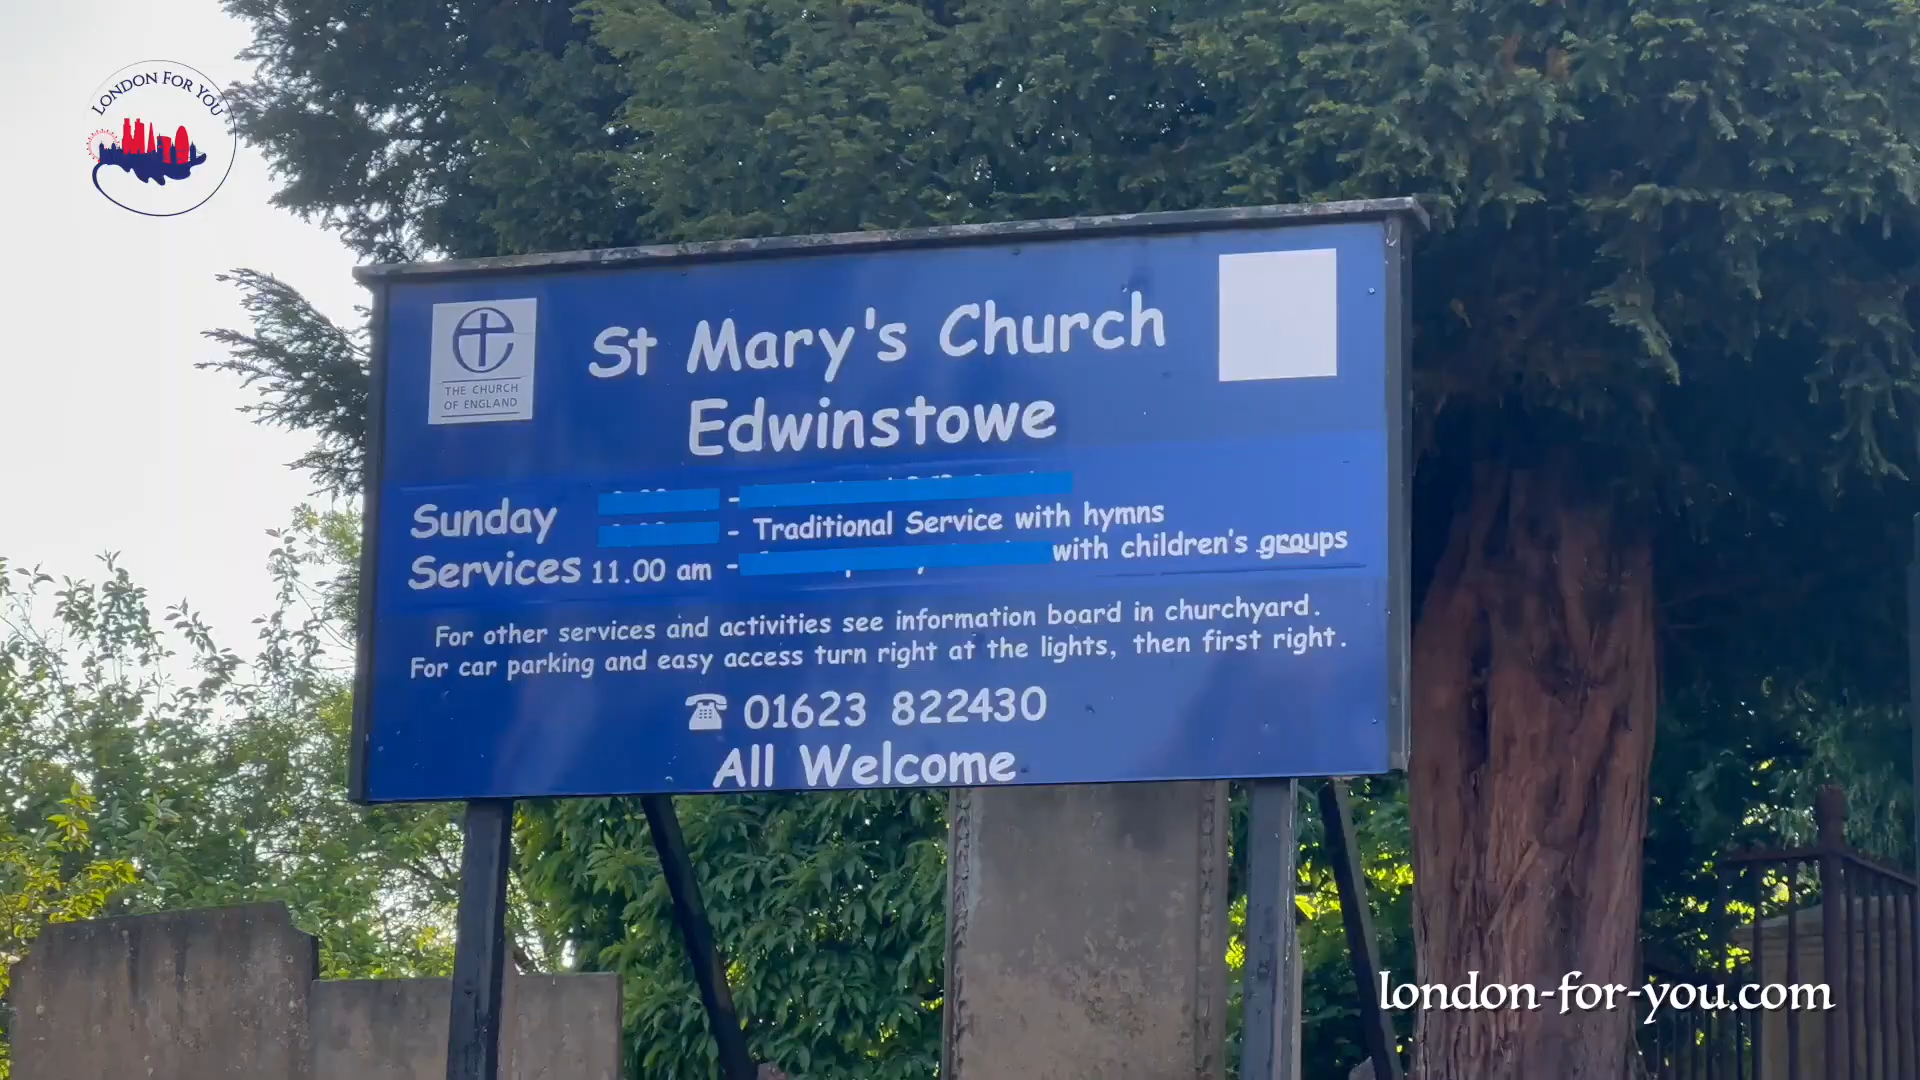 LONDON FOR YOU
THE CHURCH
OF ENGLAND
St Mary's Church
Edwinstowe
Sunday
Services
-
- Traditional Service with hymns
11.00 am - with children's groups
For other services and activities see information board in churchyard.
For car parking and easy access turn right at the lights, then first right.
☎ 01623 822430
All Welcome
london-for-you.com